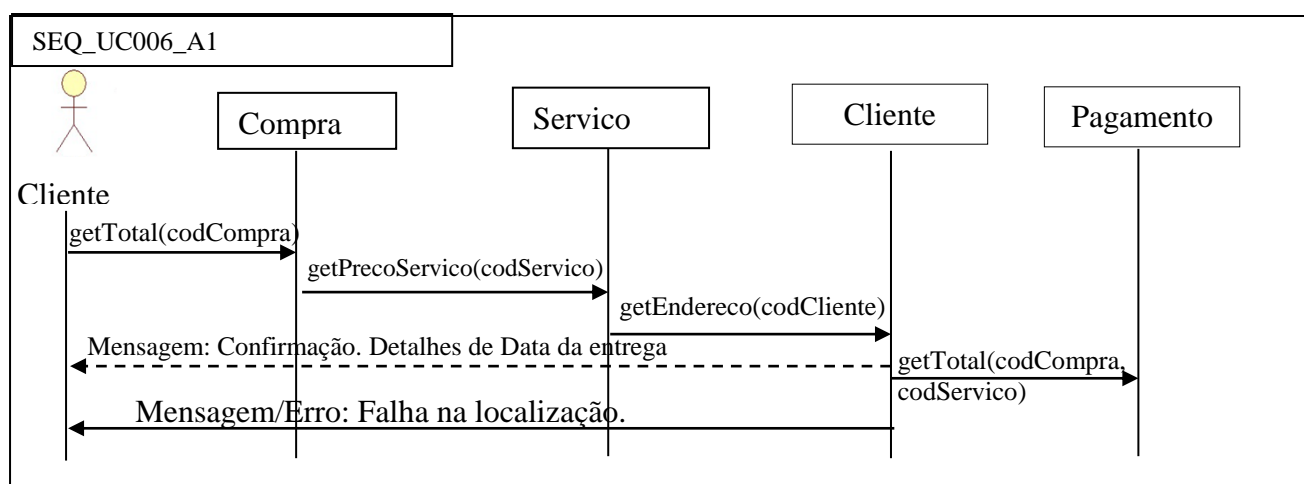 SEQ_UC006_A1
Compra
Servico
Cliente
Pagamento
Cliente
getTotal(codCompra)
getPrecoServico(codServico)
getEndereco(codCliente)
Mensagem: Confirmação. Detalhes de Data da entrega
getTotal(codCompra,
codServico)
Mensagem/Erro: Falha na localização.